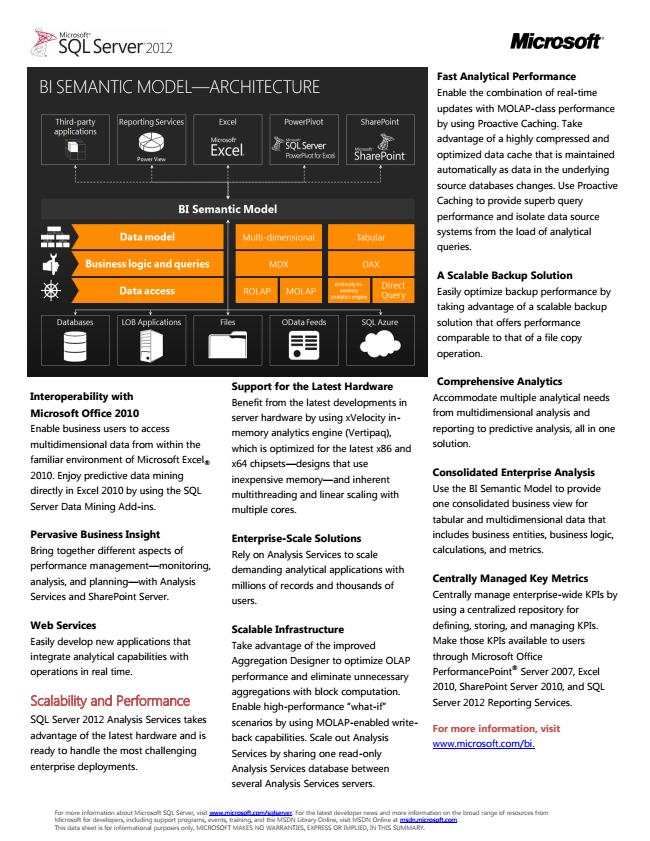 Microsoft®
SQL Server® 2012
Microsoft®
BI SEMANTIC MODEL—ARCHITECTURE
Third-party
applications
Reporting Services
Power View
Excel
Microsoft®
Excel®
PowerPivot
Microsoft®
SQL Server
PowerPivot for Excel
SharePoint
Microsoft®
SharePoint
BI Semantic Model
Data model
Multi-dimensional
Tabular
Business logic and queries
MDX
DAX
Data access
ROLAP
MOLAP
xVelocity in-
memory
analytics engine
Direct
Query
Databases
LOB Applications
Files
OData Feeds
SQL Azure
Interoperability with
Microsoft Office 2010
Enable business users to access
multidimensional data from within the
familiar environment of Microsoft Excel®
2010. Enjoy predictive data mining
directly in Excel 2010 by using the SQL
Server Data Mining Add-ins.
Pervasive Business Insight
Bring together different aspects of
performance management—monitoring,
analysis, and planning—with Analysis
Services and SharePoint Server.
Web Services
Easily develop new applications that
integrate analytical capabilities with
operations in real time.
Scalability and Performance
SQL Server 2012 Analysis Services takes
advantage of the latest hardware and is
ready to handle the most challenging
enterprise deployments.
Support for the Latest Hardware
Benefit from the latest developments in
server hardware by using xVelocity in-
memory analytics engine (Vertipaq),
which is optimized for the latest x86 and
x64 chipsets—designs that use
inexpensive memory—and inherent
multithreading and linear scaling with
multiple cores.
Enterprise-Scale Solutions
Rely on Analysis Services to scale
demanding analytical applications with
millions of records and thousands of
users.
Scalable Infrastructure
Take advantage of the improved
Aggregation Designer to optimize OLAP
performance and eliminate unnecessary
aggregations with block computation.
Enable high-performance “what-if”
scenarios by using MOLAP-enabled write-
back capabilities. Scale out Analysis
Services by sharing one read-only
Analysis Services database between
several Analysis Services servers.
Fast Analytical Performance
Enable the combination of real-time
updates with MOLAP-class performance
by using Proactive Caching. Take
advantage of a highly compressed and
optimized data cache that is maintained
automatically as data in the underlying
source databases changes. Use Proactive
Caching to provide superb query
performance and isolate data source
systems from the load of analytical
queries.
A Scalable Backup Solution
Easily optimize backup performance by
taking advantage of a scalable backup
solution that offers performance
comparable to that of a file copy
operation.
Comprehensive Analytics
Accommodate multiple analytical needs
from multidimensional analysis and
reporting to predictive analysis, all in one
solution.
Consolidated Enterprise Analysis
Use the BI Semantic Model to provide
one consolidated business view for
tabular and multidimensional data that
includes business entities, business logic,
calculations, and metrics.
Centrally Managed Key Metrics
Centrally manage enterprise-wide KPIs by
using a centralized repository for
defining, storing, and managing KPIs.
Make those KPIs available to users
through Microsoft Office
PerformancePoint® Server 2007, Excel
2010, SharePoint Server 2010, and SQL
Server 2012 Reporting Services.
For more information, visit
www.microsoft.com/bi.
For more information about Microsoft SQL Server, visit www.microsoft.com/sqlserver. For the latest developer news and more information on the broad range of resources from
Microsoft for developers, including support programs, events, training, and the MSDN Library Online, visit MSDN Online at msdn.microsoft.com.
This data sheet is for informational purposes only. MICROSOFT MAKES NO WARRANTIES, EXPRESS OR IMPLIED, IN THIS SUMMARY.